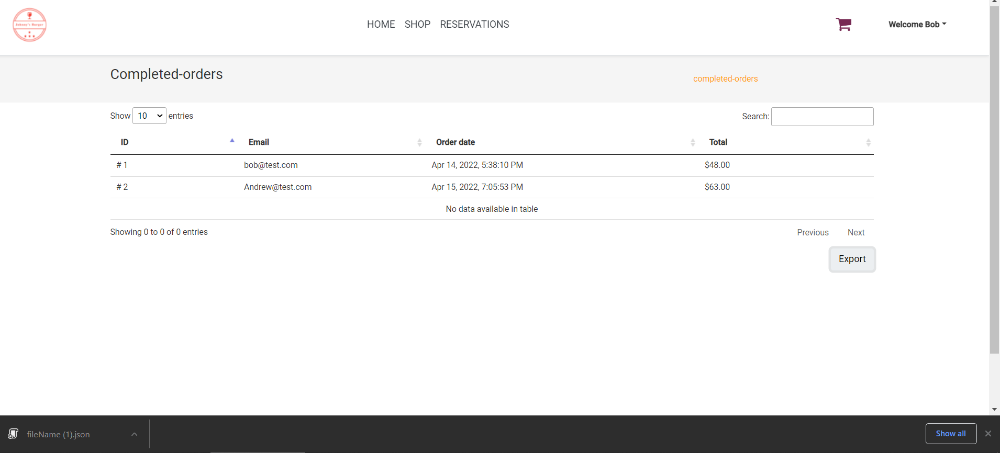 Johnny's Burger
HOME SHOP RESERVATIONS
Welcome Bob
Completed-orders
completed-orders
Show 10 entries
Search:
ID Email Order date Total
# 1 bob@test.com Apr 14, 2022, 5:38:10 PM $48.00
# 2 Andrew@test.com Apr 15, 2022, 7:05:53 PM $63.00
No data available in table
Showing 0 to 0 of 0 entries
Previous Next
Export
fileName (1).json
Show all